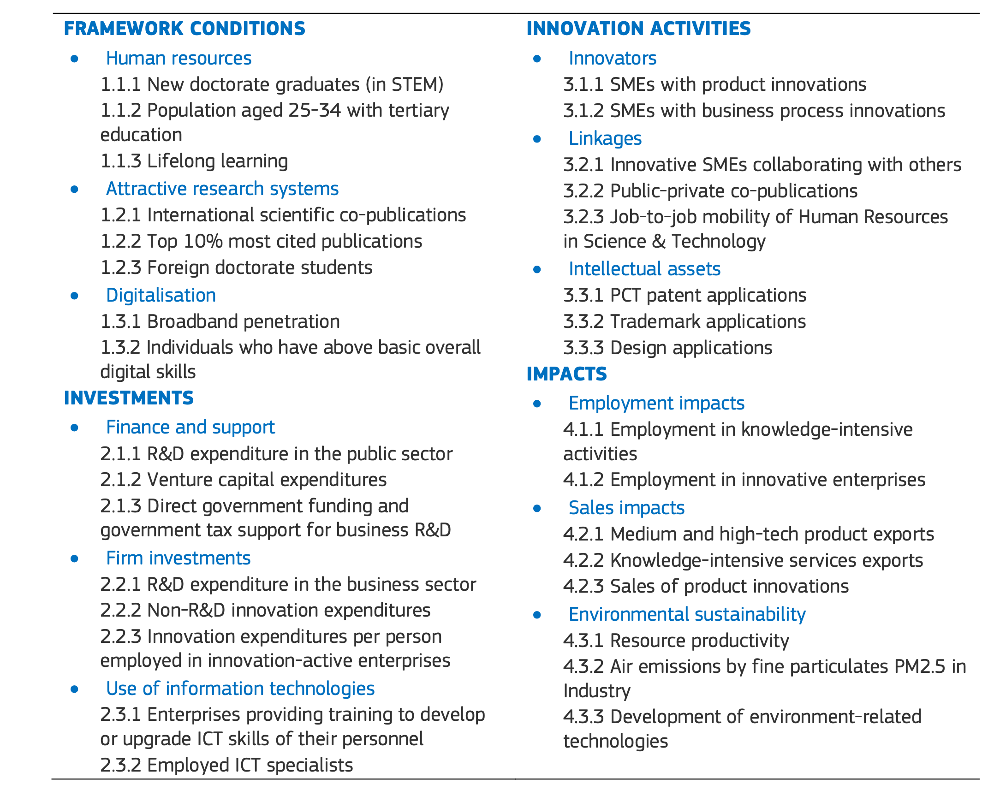 FRAMEWORK CONDITIONS
● Human resources
1.1.1 New doctorate graduates (in STEM)
1.1.2 Population aged 25-34 with tertiary
education
1.1.3 Lifelong learning
● Attractive research systems
1.2.1 International scientific co-publications
1.2.2 Top 10% most cited publications
1.2.3 Foreign doctorate students
● Digitalisation
1.3.1 Broadband penetration
1.3.2 Individuals who have above basic overall
digital skills
INVESTMENTS
● Finance and support
2.1.1 R&D expenditure in the public sector
2.1.2 Venture capital expenditures
2.1.3 Direct government funding and
government tax support for business R&D
● Firm investments
2.2.1 R&D expenditure in the business sector
2.2.2 Non-R&D innovation expenditures
2.2.3 Innovation expenditures per person
employed in innovation-active enterprises
● Use of information technologies
2.3.1 Enterprises providing training to develop
or upgrade ICT skills of their personnel
2.3.2 Employed ICT specialists
INNOVATION ACTIVITIES
● Innovators
3.1.1 SMEs with product innovations
3.1.2 SMEs with business process innovations
● Linkages
3.2.1 Innovative SMEs collaborating with others
3.2.2 Public-private co-publications
3.2.3 Job-to-job mobility of Human Resources
in Science & Technology
● Intellectual assets
3.3.1 PCT patent applications
3.3.2 Trademark applications
3.3.3 Design applications
IMPACTS
● Employment impacts
4.1.1 Employment in knowledge-intensive
activities
4.1.2 Employment in innovative enterprises
● Sales impacts
4.2.1 Medium and high-tech product exports
4.2.2 Knowledge-intensive services exports
4.2.3 Sales of product innovations
● Environmental sustainability
4.3.1 Resource productivity
4.3.2 Air emissions by fine particulates PM2.5 in
Industry
4.3.3 Development of environment-related
technologies